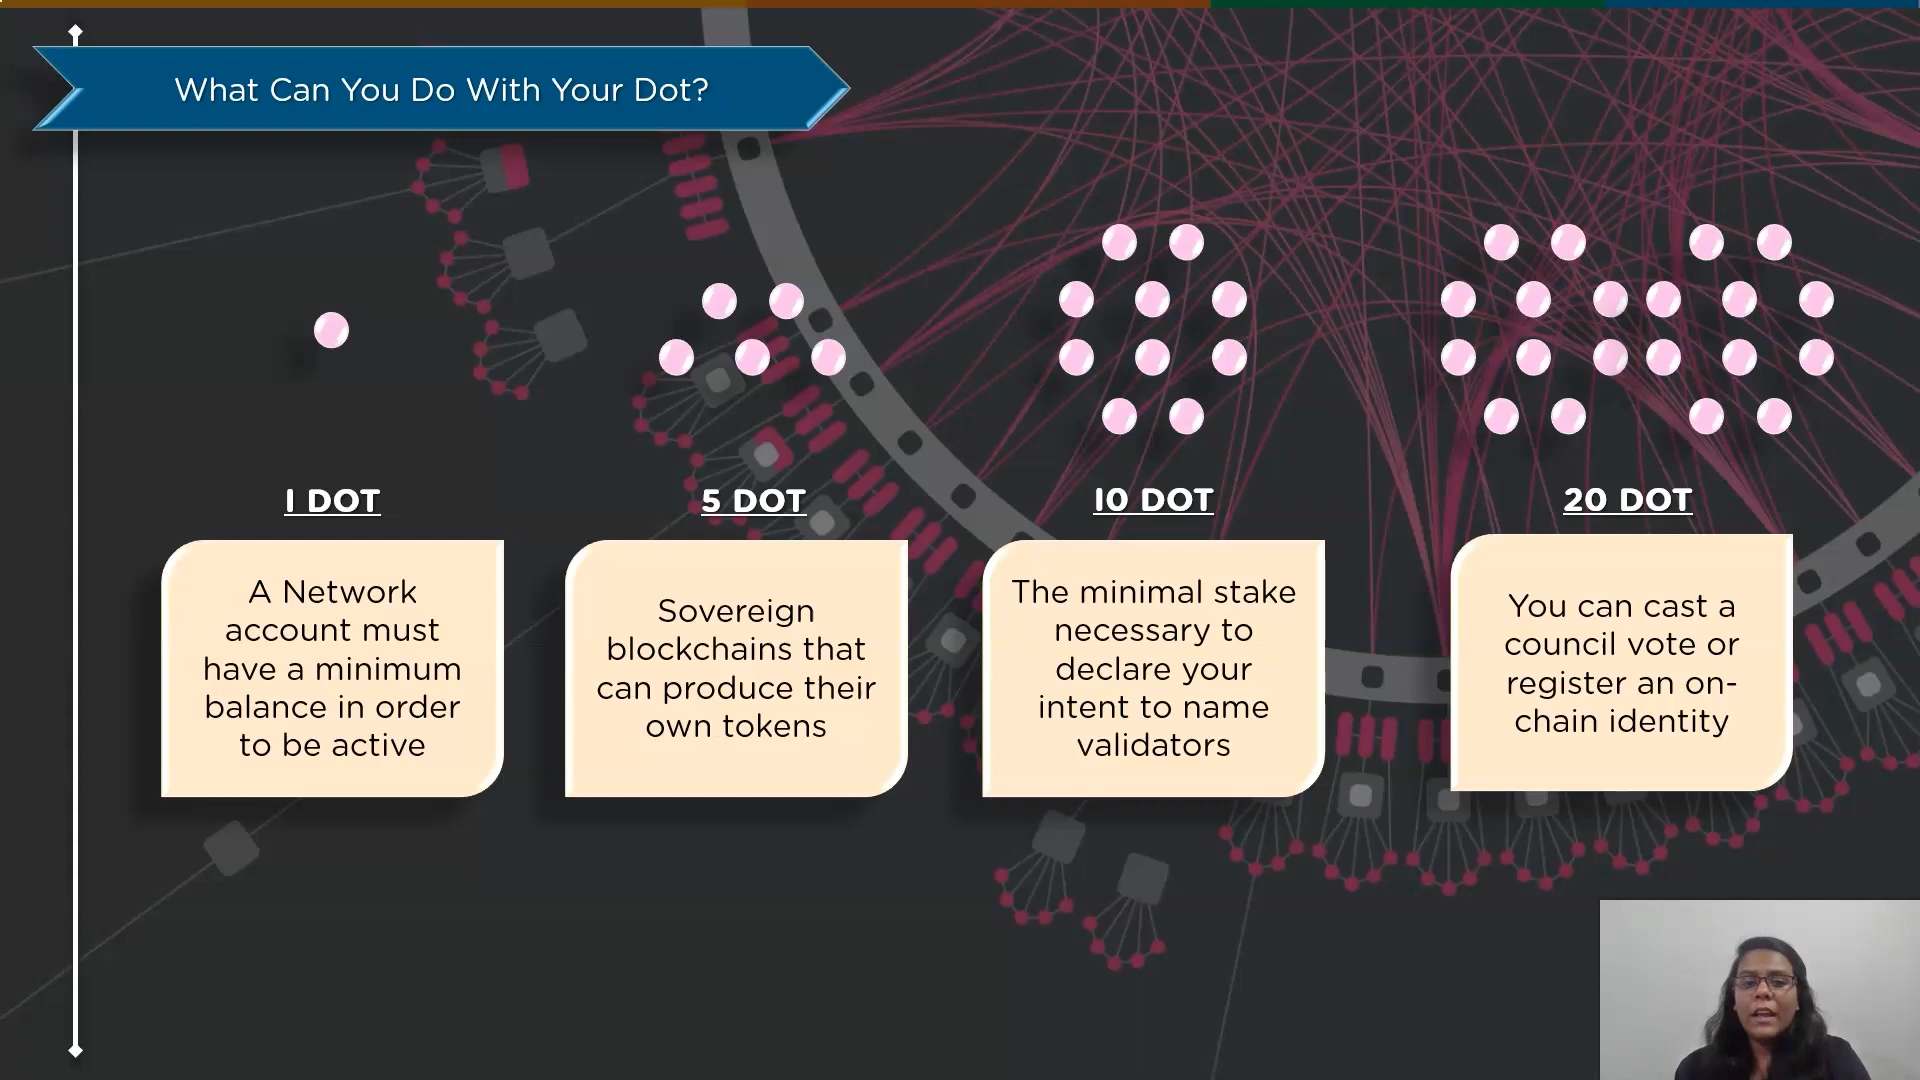 What Can You Do With Your Dot?
1 DOT
A Network
account must
have a minimum
balance in order
to be active
5 DOT
Sovereign
blockchains that
can produce their
own tokens
10 DOT
The minimal stake
necessary to
declare your
intent to name
validators
20 DOT
You can cast a
council vote or
register an on-
chain identity